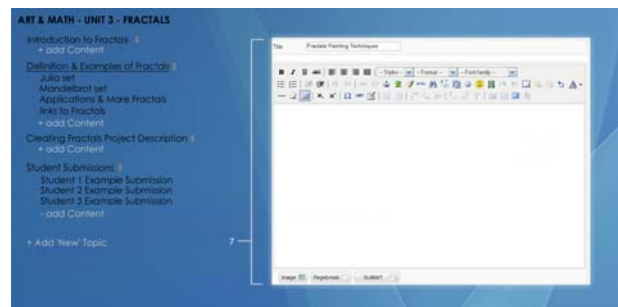 ART & MATH - UNIT 3 - FRACTALS
Introduction to Fractals
+ add Content
Definition & Examples of Fractals
Julia set
Mandelbrot set
Applications & More Fractals
links to Fractals
+ add Content
Creating Fractals Project Description
+ add Content
Student Submissions
Student 1 Example Submission
Student 2 Example Submission
Student 3 Example Submission
- add Content
+ Add 'New' Topic
7
Title Fractals Painting Techniques
B I U ABC - Styles - - Format - - Font family -
Image Pagebreak SUBMIT